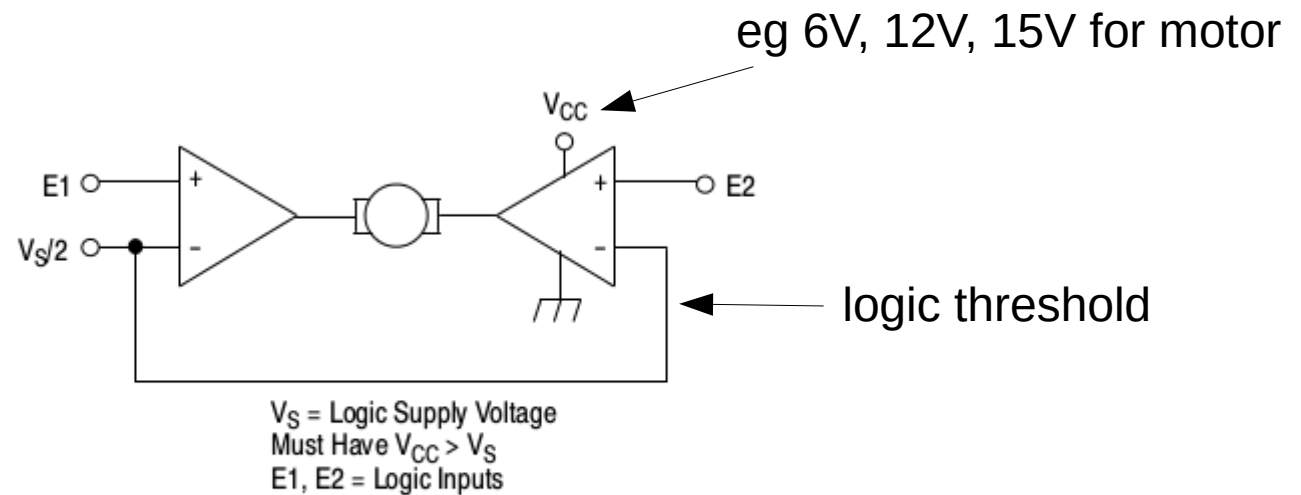 eg 6V, 12V, 15V for motor
VCC
E1
+
+
E2
VS/2
-
-
logic threshold
VS = Logic Supply Voltage
Must Have VCC > VS
E1, E2 = Logic Inputs